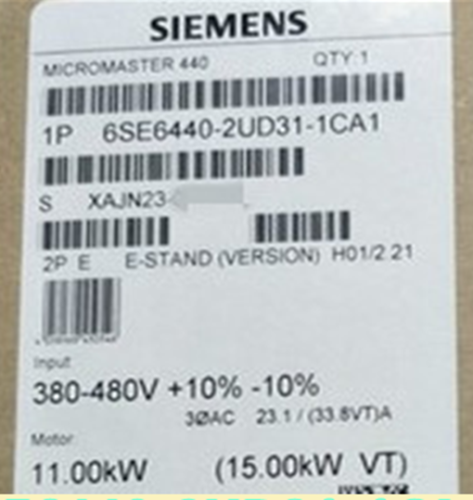 SIEMENS
MICROMASTER 440 QTY:1
1P 6SE6440-2UD31-1CA1
S XAJN23
2P E E-STAND (VERSION) H01/2.21
Input
380-480V +10% -10%
3ØAC 23.1 / (33.8VT)A
Motor
11.00kW (15.00kW VT)